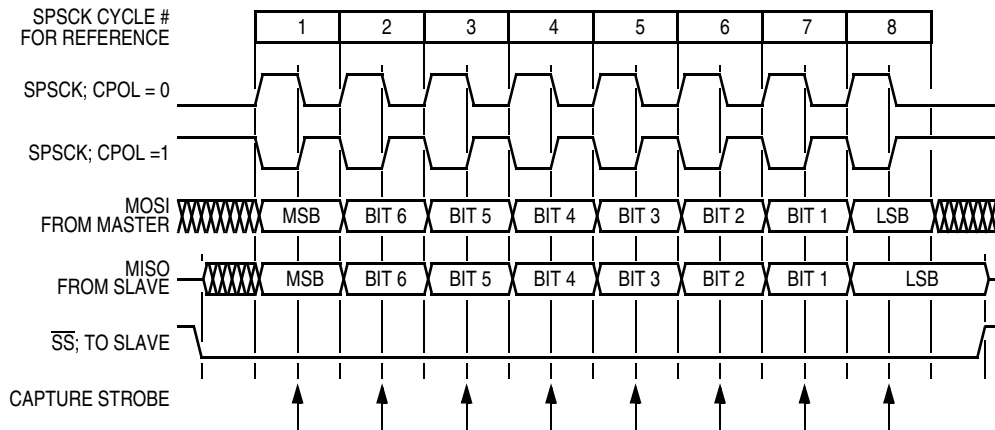 SPSCK CYCLE #
FOR REFERENCE
1 2 3 4 5 6 7 8
SPSCK; CPOL = 0
SPSCK; CPOL =1
MOSI
FROM MASTER
MSB BIT 6 BIT 5 BIT 4 BIT 3 BIT 2 BIT 1 LSB
MISO
FROM SLAVE
MSB BIT 6 BIT 5 BIT 4 BIT 3 BIT 2 BIT 1 LSB
SS; TO SLAVE
CAPTURE STROBE